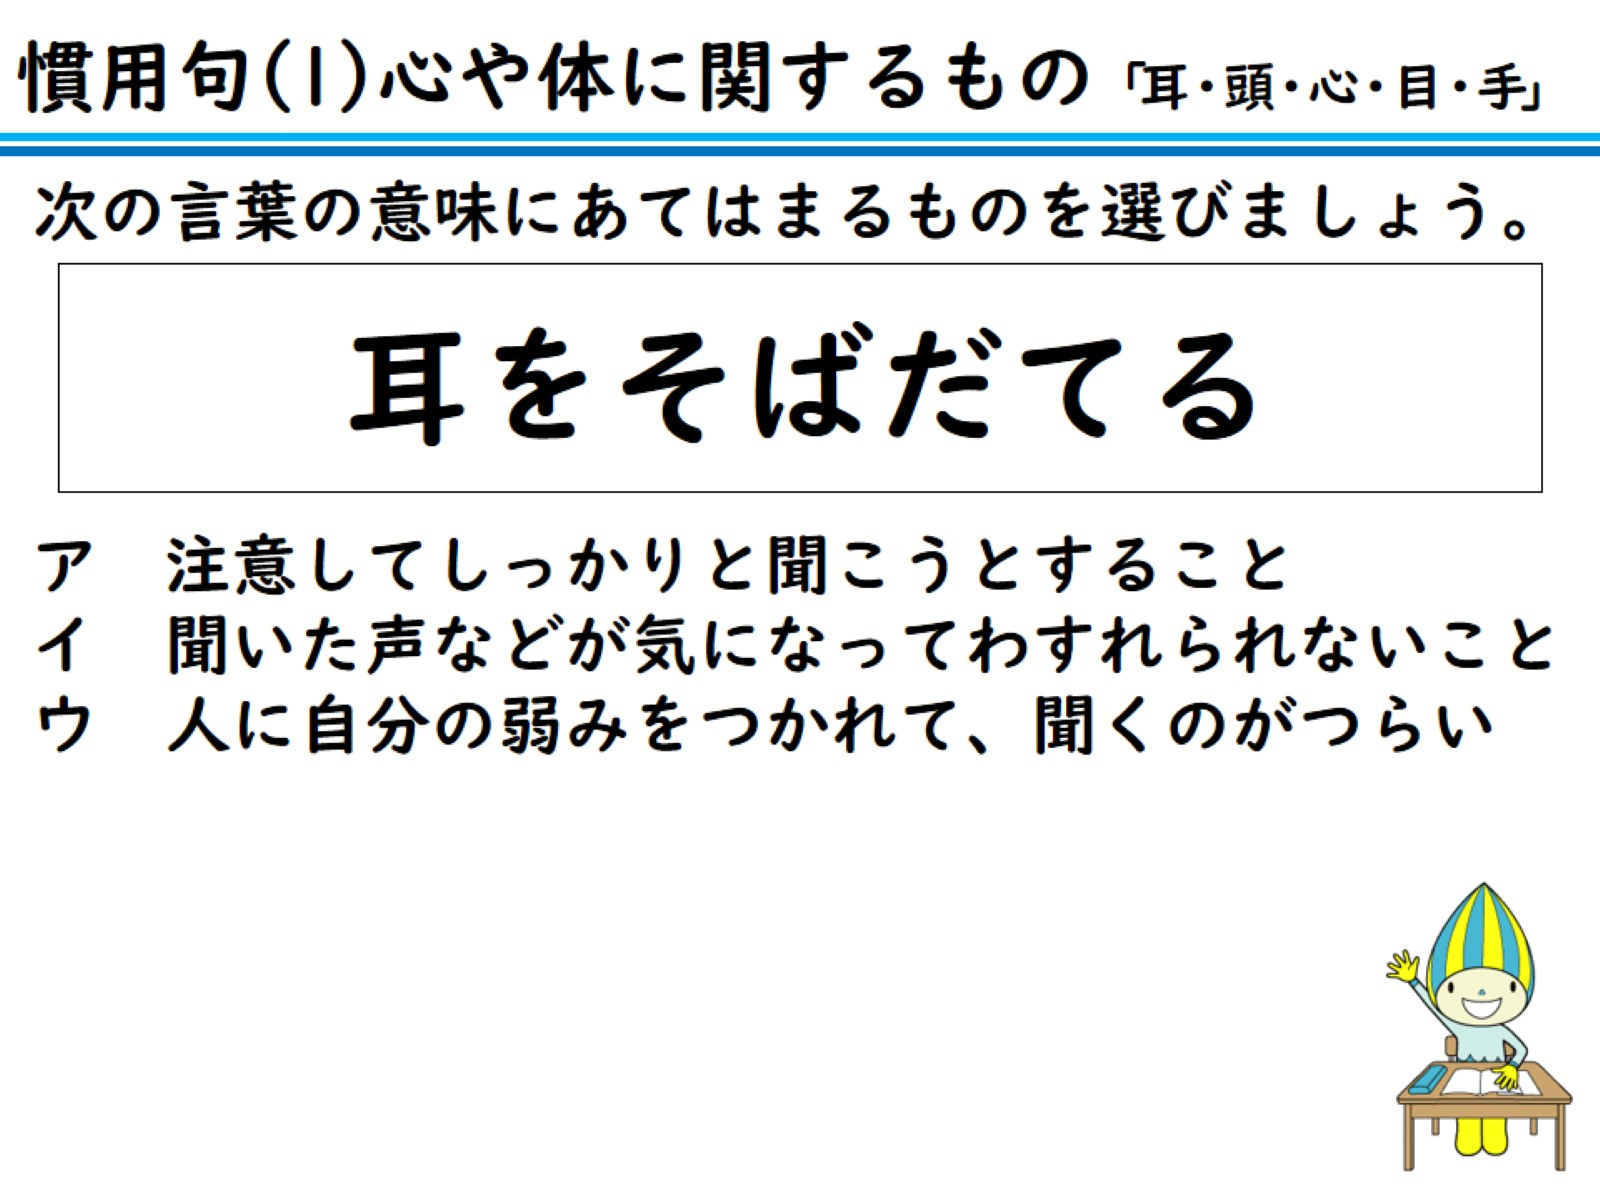 慣用句(1)心や体に関するもの「耳・頭・心・目・手」
次の言葉の意味にあてはまるものを選びましょう。
耳をそばだてる
ア　注意してしっかりと聞こうとすること
イ　聞いた声などが気になってわすれられないこと
ウ　人に自分の弱みをつかれて、聞くのがつらい